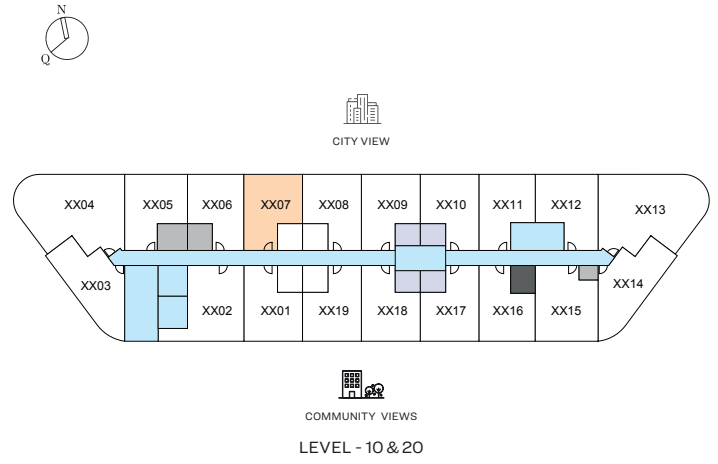 N
Q
CITY VIEW
XX04 XX05 XX06 XX07 XX08 XX09 XX10 XX11 XX12 XX13
XX03 XX02 XX01 XX19 XX18 XX17 XX16 XX15 XX14
COMMUNITY VIEWS
LEVEL - 10 & 20